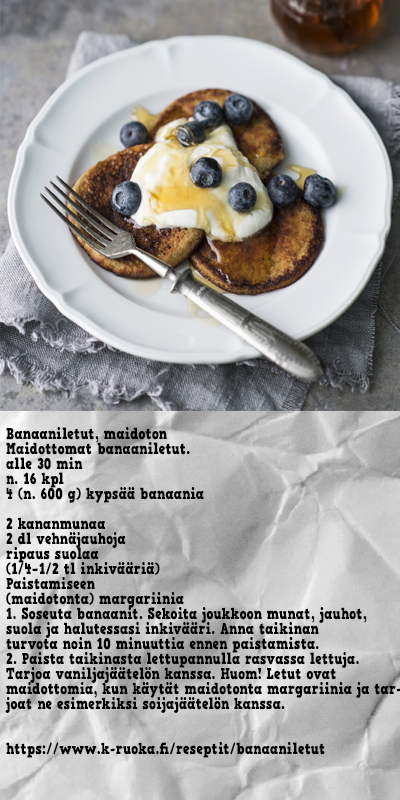 Banaaniletut, maidoton
Maidottomat banaaniletut.
alle 30 min
n. 16 kpl
4 (n. 600 g) kypsää banaania
2 kananmunaa
2 dl vehnäjauhoja
ripaus suolaa
(1/4-1/2 tl inkivääriä)
Paistamiseen
(maidotonta) margariinia
1. Soseuta banaanit. Sekoita joukkoon munat, jauhot,
suola ja halutessasi inkivääri. Anna taikinan
turvota noin 10 minuuttia ennen paistamista.
2. Paista taikinasta lettupannulla rasvassa lettuja.
Tarjoa vaniljajäätelön kanssa. Huom! Letut ovat
maidottomia, kun käytät maidotonta margariinia ja tar-
joat ne esimerkiksi soijajäätelön kanssa.
https://www.k-ruoka.fi/reseptit/banaaniletut